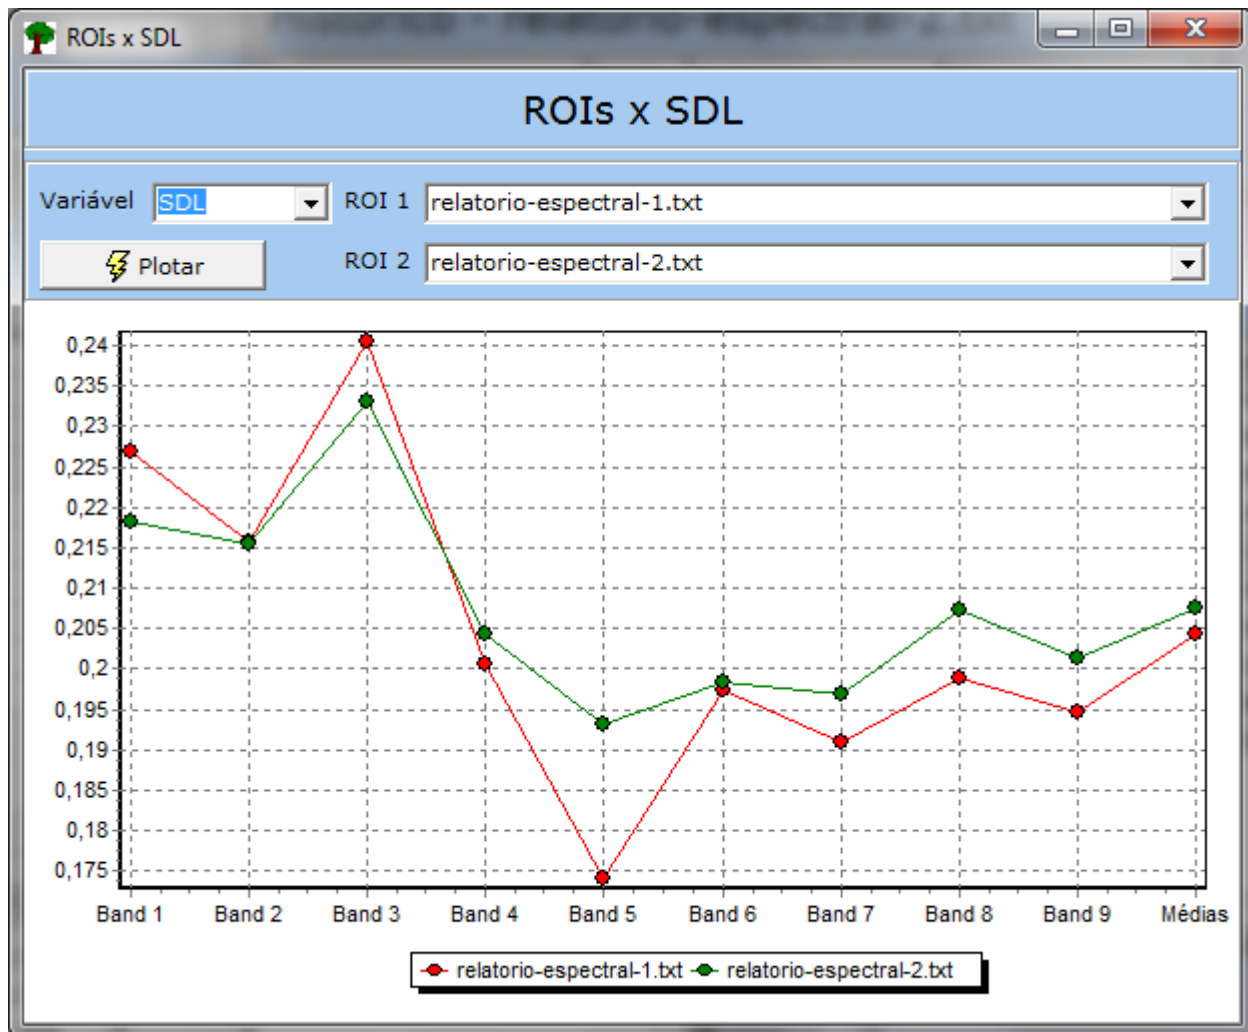 ROIs x SDL
ROIs x SDL
Variável SDL ROI 1 relatorio-espectral-1.txt
Plotar ROI 2 relatorio-espectral-2.txt
0,24
0,235
0,23
0,225
0,22
0,215
0,21
0,205
0,2
0,195
0,19
0,185
0,18
0,175
Band 1 Band 2 Band 3 Band 4 Band 5 Band 6 Band 7 Band 8 Band 9 Médias
relatorio-espectral-1.txt relatorio-espectral-2.txt